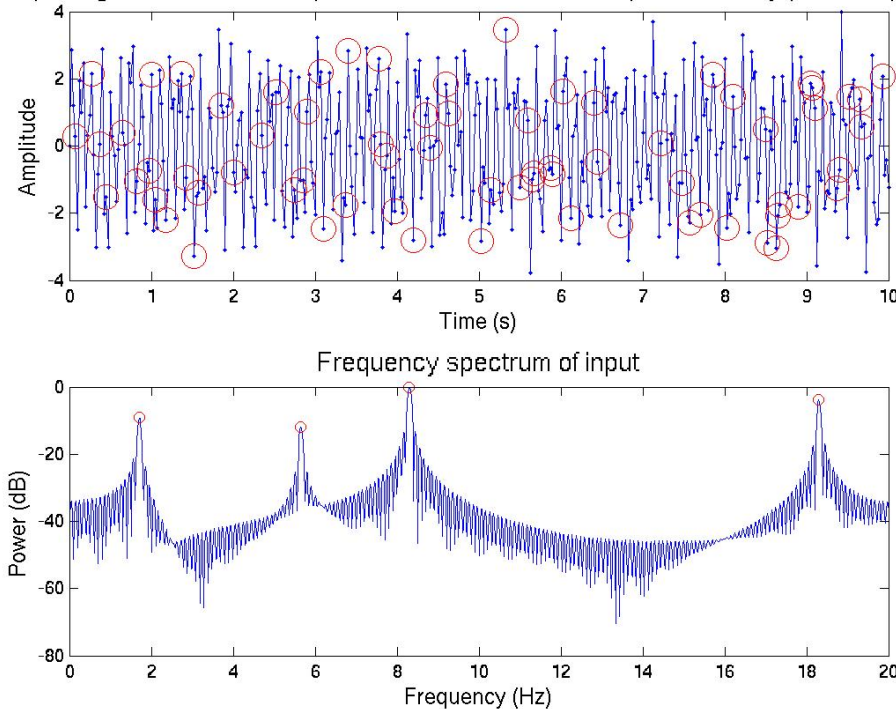 4
2
0
-2
-4
Amplitude
0 1 2 3 4 5 6 7 8 9 10
Time (s)
Frequency spectrum of input
0
-20
-40
-60
-80
Power (dB)
0 2 4 6 8 10 12 14 16 18 20
Frequency (Hz)